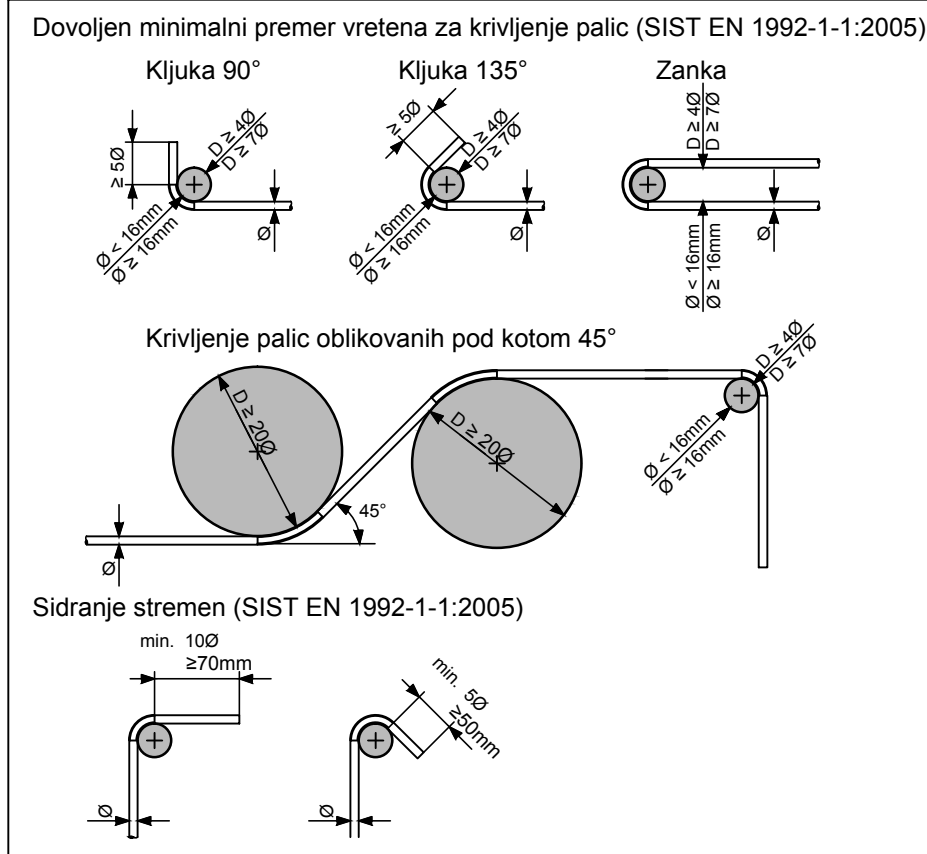 Dovoljen minimalni premer vretena za krivljenje palic (SIST EN 1992-1-1:2005)
Kljuka 90°
Kljuka 135°
Zanka
≥ 5Ø
D ≥ 4Ø
D ≥ 7Ø
Ø < 16mm
Ø ≥ 16mm
Ø
≥ 5Ø
D ≥ 4Ø
D ≥ 7Ø
Ø < 16mm
Ø ≥ 16mm
Ø
D ≥ 4Ø
D ≥ 7Ø
Ø < 16mm
Ø ≥ 16mm
Ø
Krivljenje palic oblikovanih pod kotom 45°
D ≥ 20Ø
D ≥ 20Ø
45°
Ø
D ≥ 4Ø
D ≥ 7Ø
Ø < 16mm
Ø ≥ 16mm
Sidranje stremen (SIST EN 1992-1-1:2005)
min. 10Ø
≥70mm
Ø
min. 5Ø
≥50mm
Ø